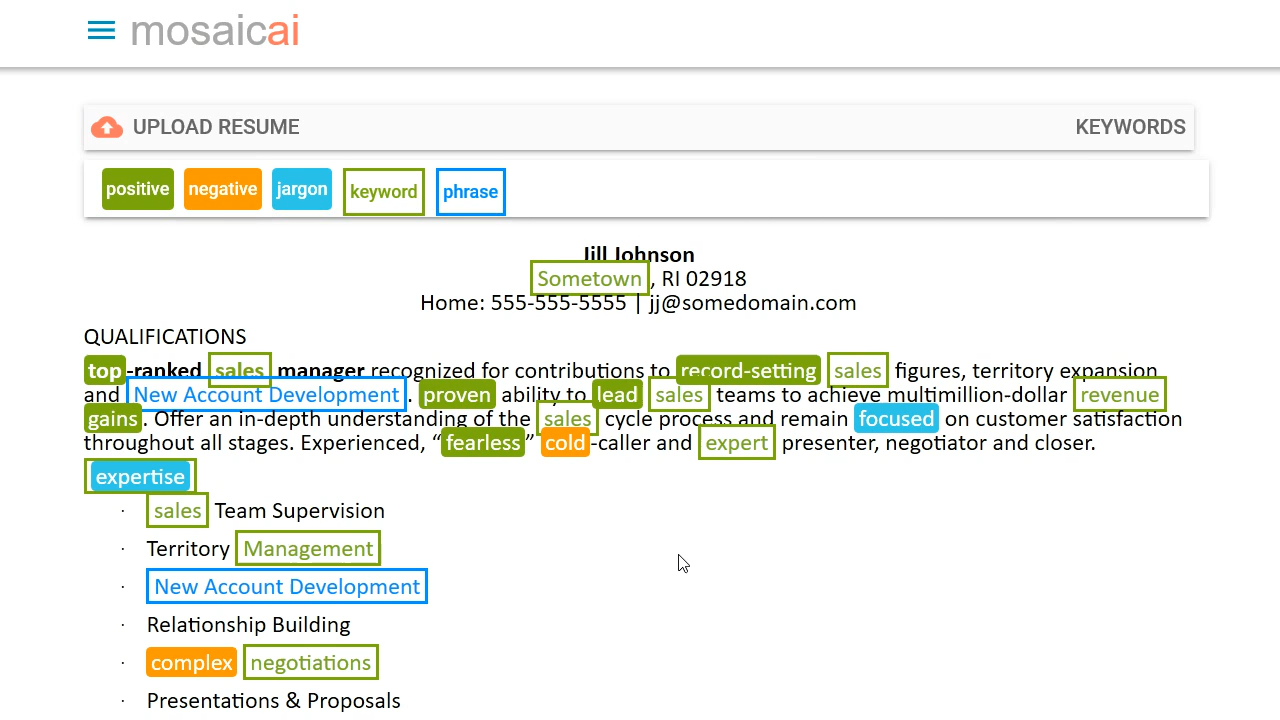 mosaicai
UPLOAD RESUME KEYWORDS
positive negative jargon keyword phrase
Jill Johnson
Sometown, RI 02918
Home: 555-555-5555 | jj@somedomain.com
QUALIFICATIONS
top-ranked sales manager recognized for contributions to record-setting sales figures, territory expansion
and New Account Development. proven ability to lead sales teams to achieve multimillion-dollar revenue
gains. Offer an in-depth understanding of the sales cycle process and remain focused on customer satisfaction
throughout all stages. Experienced, “fearless” cold-caller and expert presenter, negotiator and closer.
expertise
· sales Team Supervision
· Territory Management
· New Account Development
· Relationship Building
· complex negotiations
· Presentations & Proposals